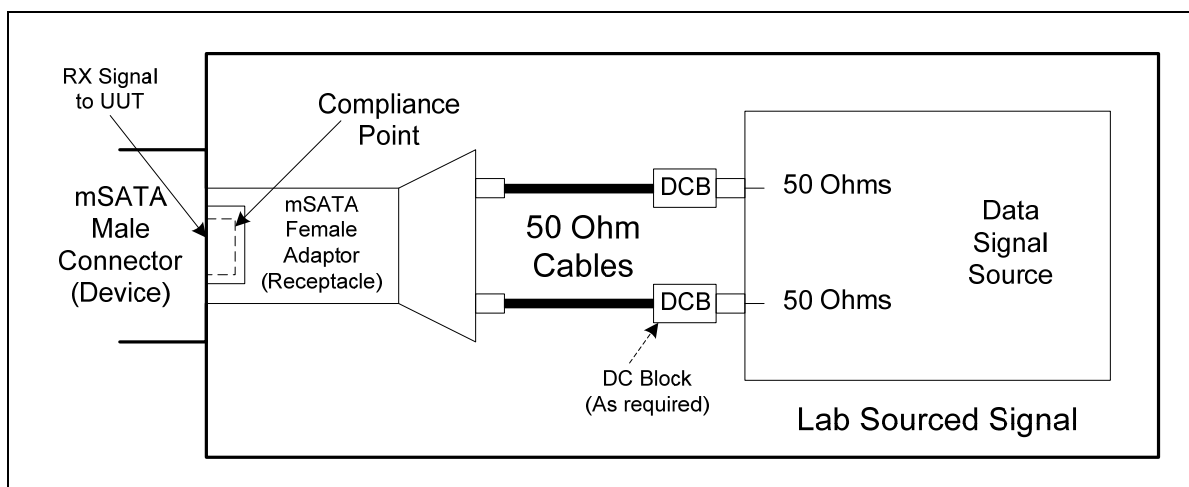 RX Signal
to UUT
Compliance
Point
mSATA
Male
Connector
(Device)
mSATA
Female
Adaptor
(Receptacle)
50 Ohm
Cables
DCB
DCB
50 Ohms
50 Ohms
Data
Signal
Source
DC Block
(As required)
Lab Sourced Signal